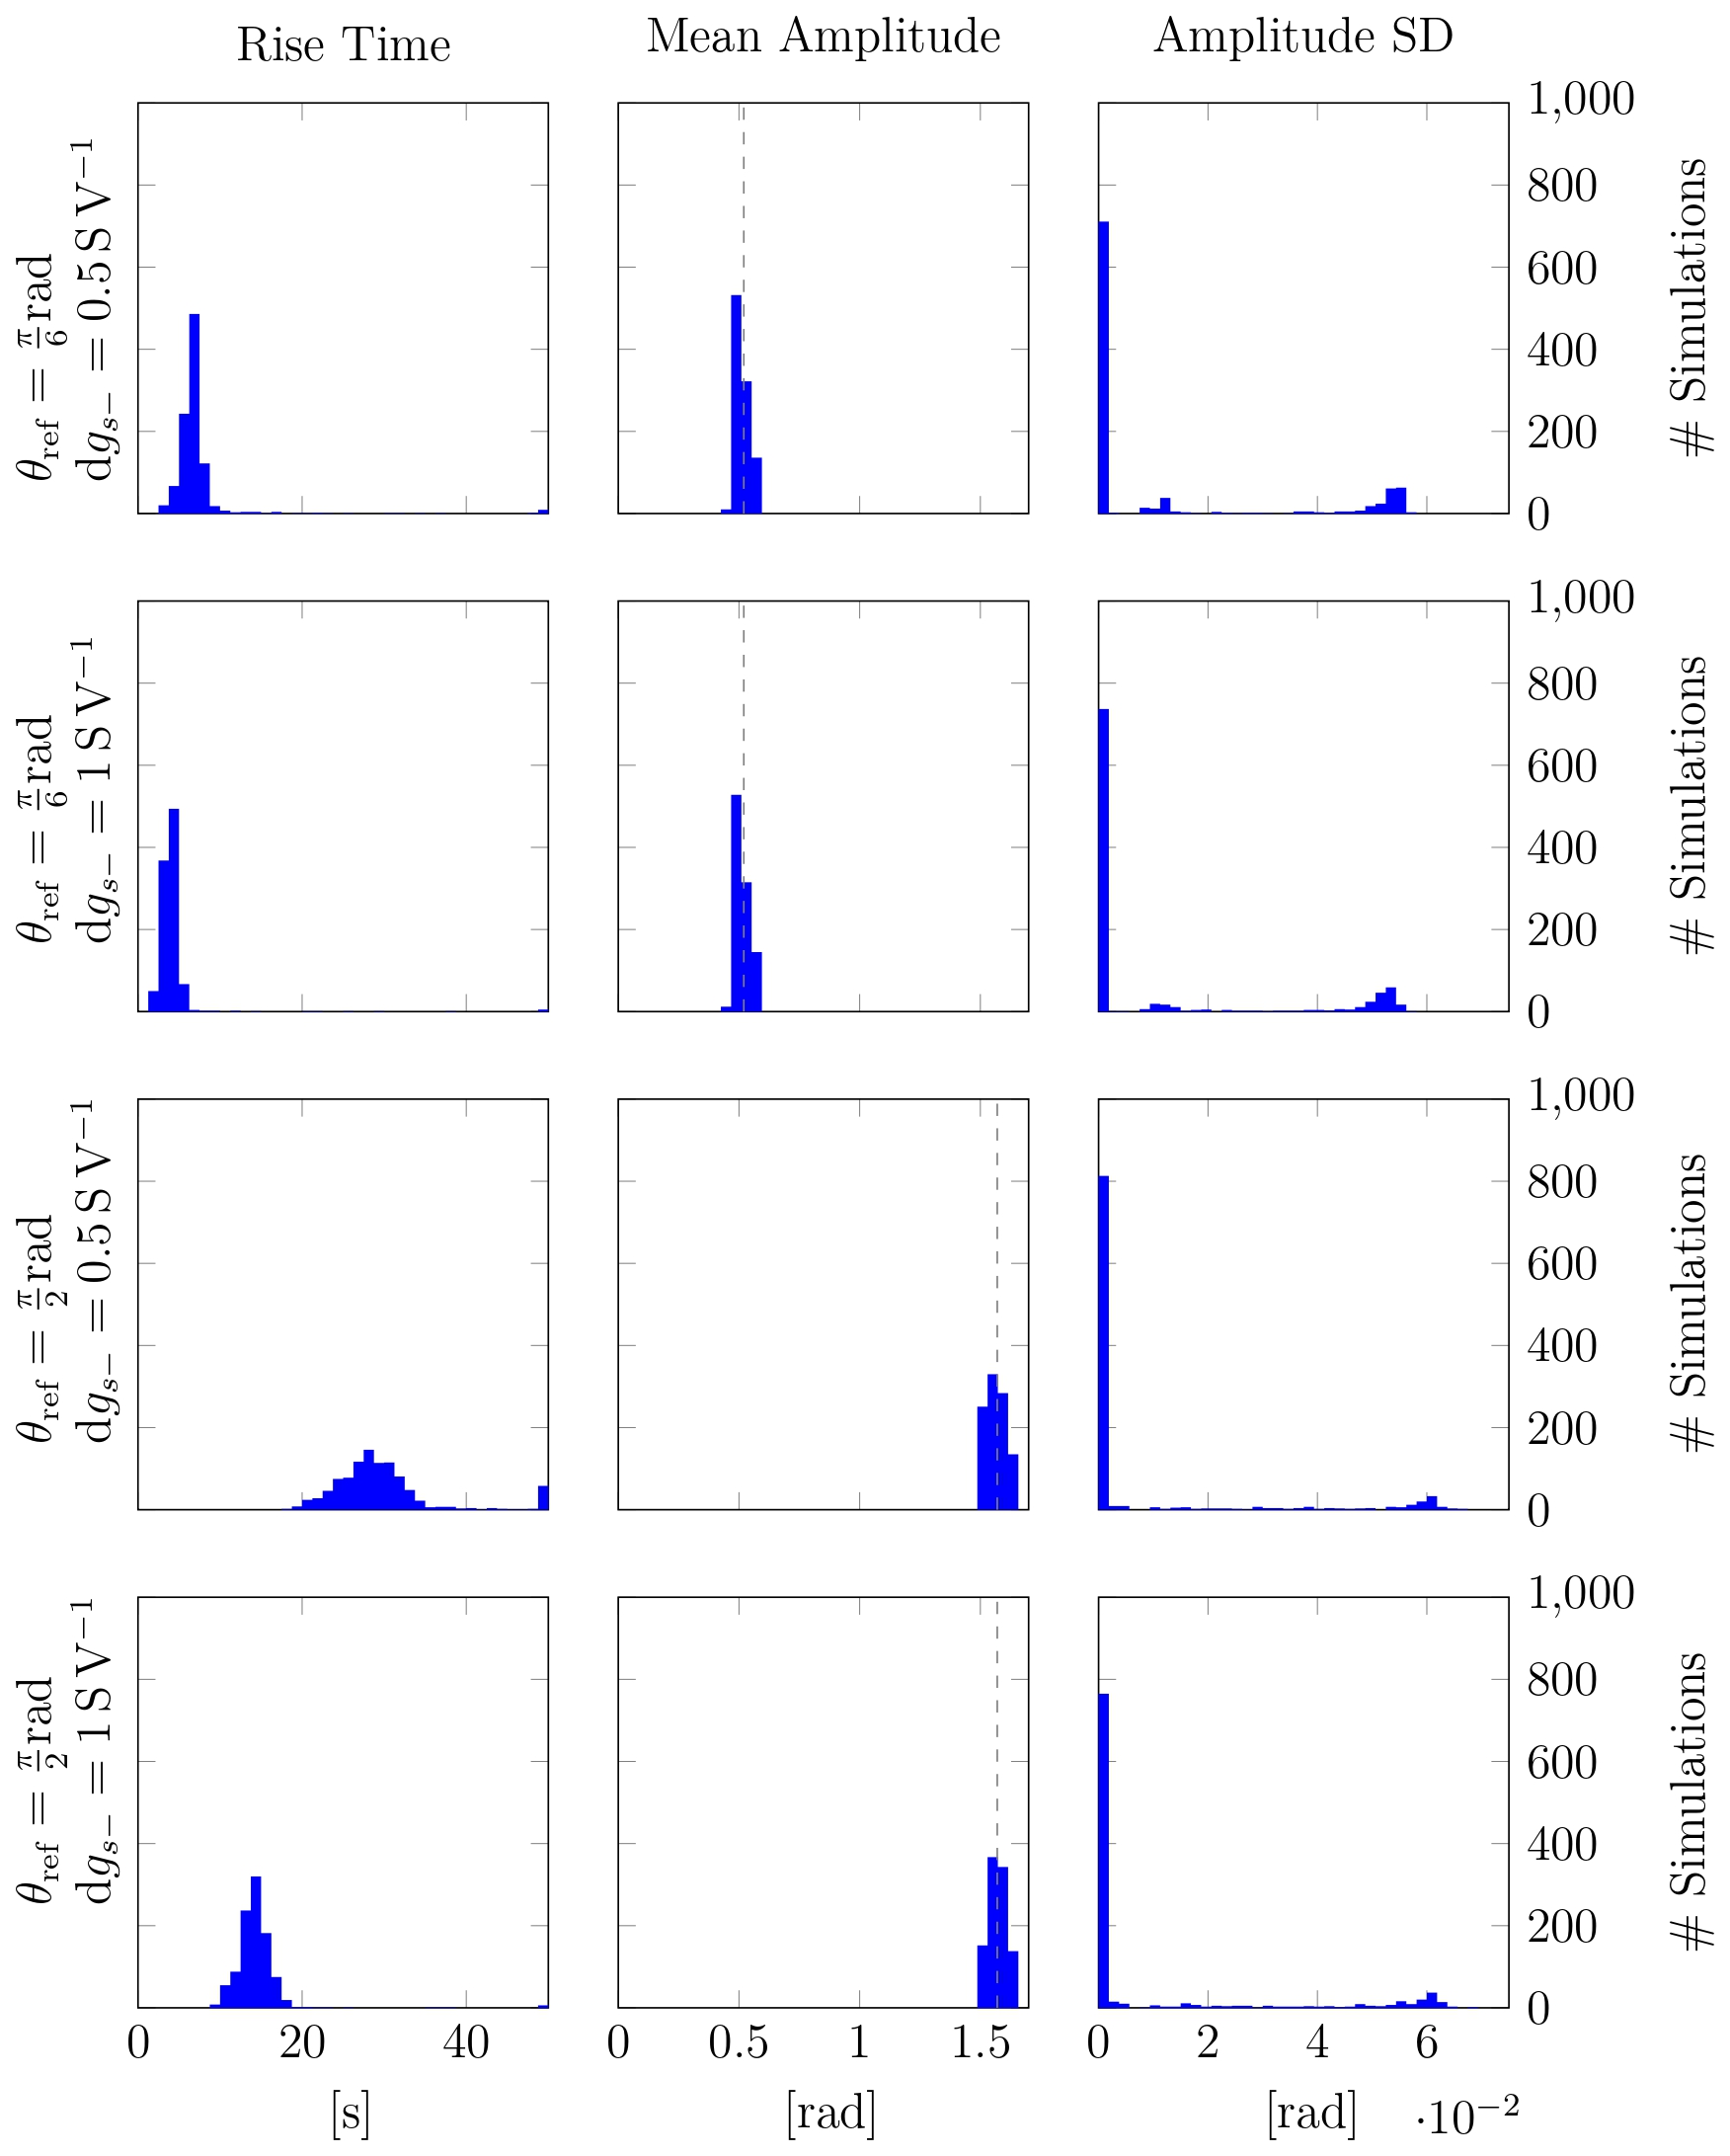 Rise Time
Mean Amplitude
Amplitude SD
θref = π/6 rad
dgs− = 0.5 S V−1
1,000
800
600
400
200
0
# Simulations
θref = π/6 rad
dgs− = 1 S V−1
1,000
800
600
400
200
0
# Simulations
θref = π/2 rad
dgs− = 0.5 S V−1
1,000
800
600
400
200
0
# Simulations
θref = π/2 rad
dgs− = 1 S V−1
1,000
800
600
400
200
0
# Simulations
0 20 40
0 0.5 1 1.5
0 2 4 6
[s]
[rad]
[rad]
·10−2